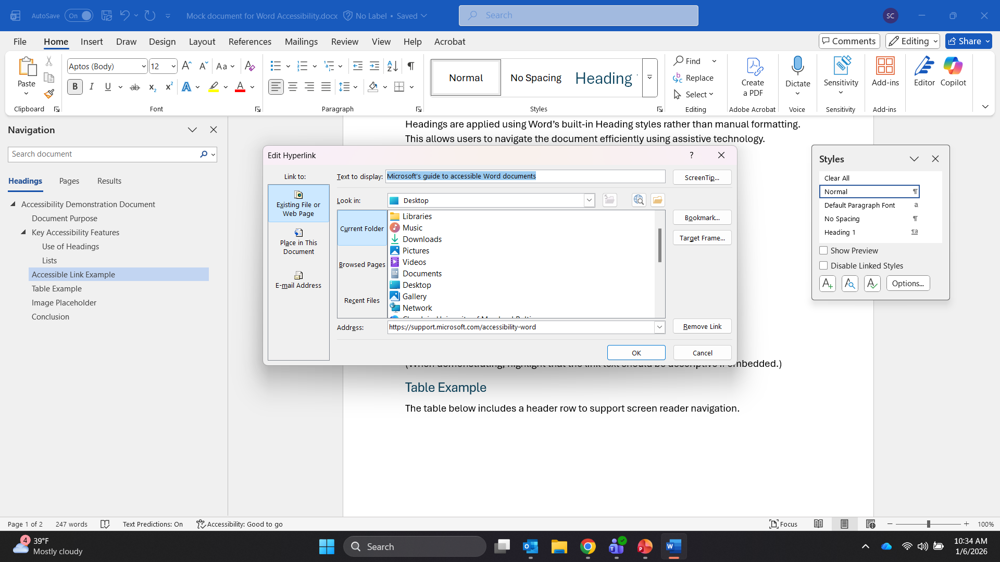 AutoSave On Mock document for Word Accessibility.docx No Label • Saved Search SC
File Home Insert Draw Design Layout References Mailings Review View Help Acrobat Comments Editing Share
Paste
Clipboard
Aptos (Body) 12 Aa
B I U ab x₂ x² A A
Font
Paragraph
Normal No Spacing Heading
Styles
Find
Replace
Select
Editing
Create
a PDF
Adobe Acrobat
Dictate
Voice
Sensitivity
Sensitivity
Add-ins
Add-ins
Editor
Copilot
Navigation
Search document
Headings Pages Results
Accessibility Demonstration Document
Document Purpose
Key Accessibility Features
Use of Headings
Lists
Accessible Link Example
Table Example
Image Placeholder
Conclusion
Headings are applied using Word’s built-in Heading styles rather than manual formatting.
This allows users to navigate the document efficiently using assistive technology.
Edit Hyperlink ?
Link to:
Existing File or
Web Page
Place in This
Document
E-mail Address
Text to display: Microsoft's guide to accessible Word documents ScreenTip...
Look in: Desktop
Current Folder
Browsed Pages
Recent Files
Libraries
Music
Downloads
Pictures
Videos
Documents
Desktop
Gallery
Network
Bookmark...
Target Frame...
Address: https://support.microsoft.com/accessibility-word Remove Link
OK Cancel
highlight that the link text should be descriptive if embedded.)
Table Example
The table below includes a header row to support screen reader navigation.
Styles
Clear All
Normal ¶
Default Paragraph Font a
No Spacing ¶
Heading 1 ¶a
Show Preview
Disable Linked Styles
Options...
Page 1 of 2 247 words Text Predictions: On Accessibility: Good to go Focus 100%
4 39°F
Mostly cloudy
Search
10:34 AM
1/6/2026